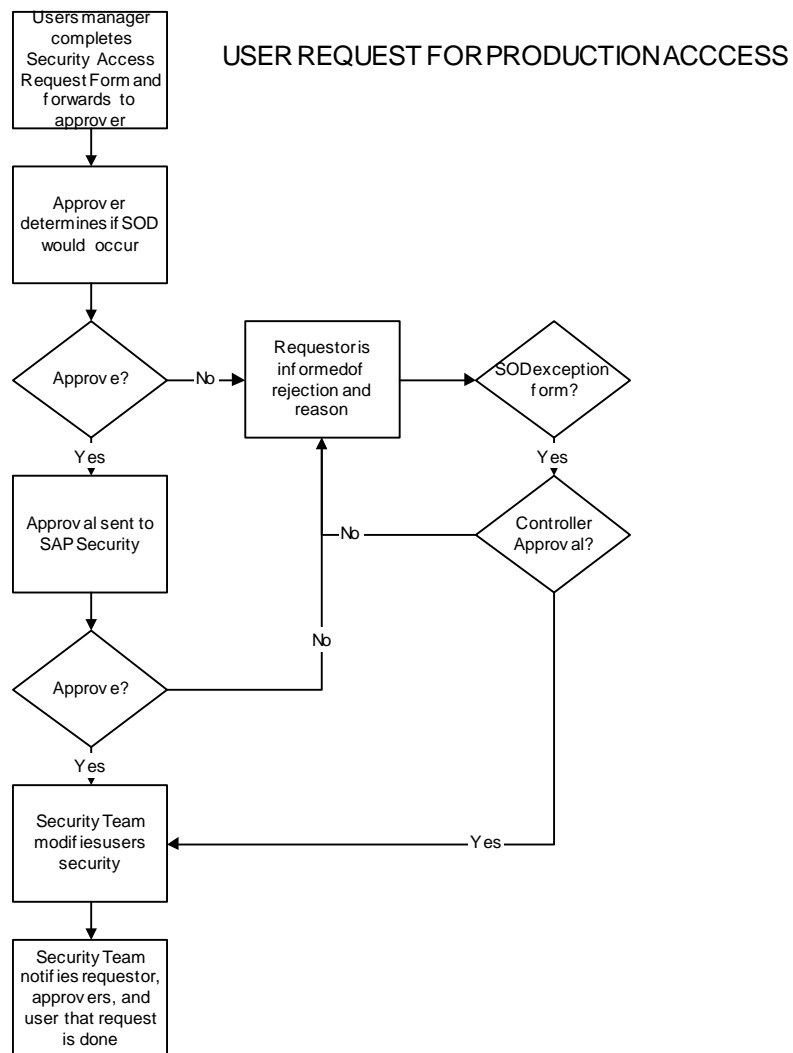 USER REQUEST FOR PRODUCTION ACCCESS
Users manager
completes
Security Access
Request Form and
forwards to
approver
Approver
determines if SOD
would occur
Approve?
No
Requestor is
informed of
rejection and
reason
SOD exception
form?
Yes
Yes
Approval sent to
SAP Security
No
Controller
Approval?
No
Approve?
Yes
Security Team
modifies users
security
Yes
Security Team
notifies requestor,
approvers, and
user that request
is done